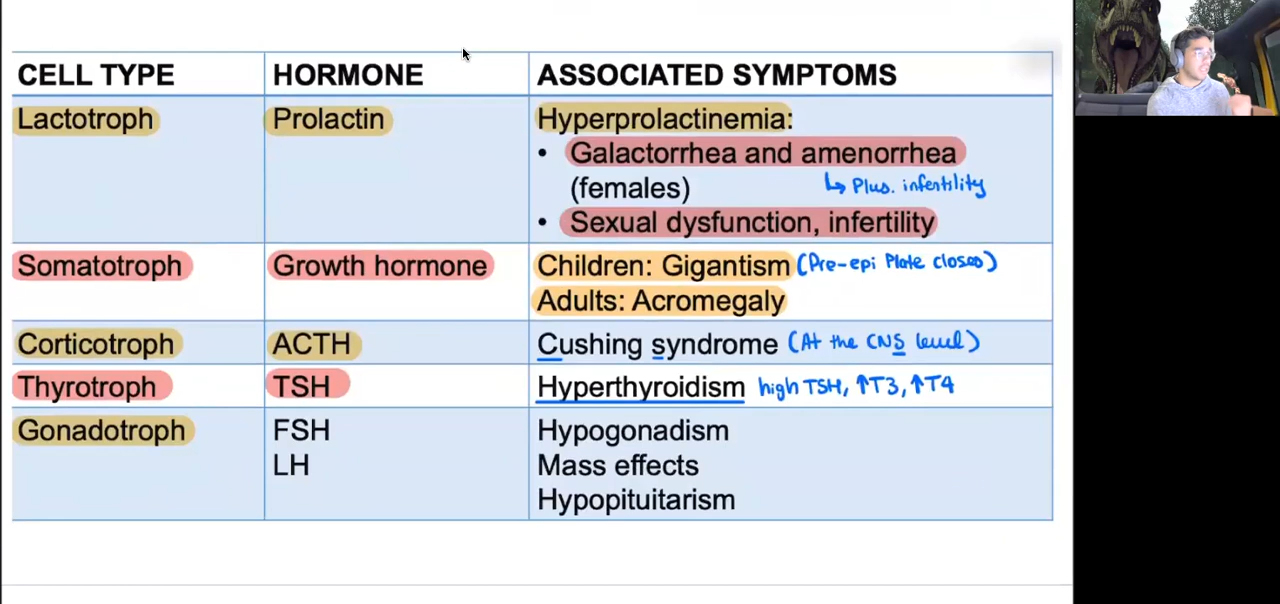 CELL TYPE HORMONE ASSOCIATED SYMPTOMS
Lactotroph Prolactin Hyperprolactinemia:
• Galactorrhea and amenorrhea
(females) ↳ Plus. infertility
• Sexual dysfunction, infertility
Somatotroph Growth hormone Children: Gigantism (Pre-epi Plate closes)
Adults: Acromegaly
Corticotroph ACTH Cushing syndrome (At the CNS level)
Thyrotroph TSH Hyperthyroidism high TSH, ↑T3, ↑T4
Gonadotroph FSH Hypogonadism
LH Mass effects
Hypopituitarism